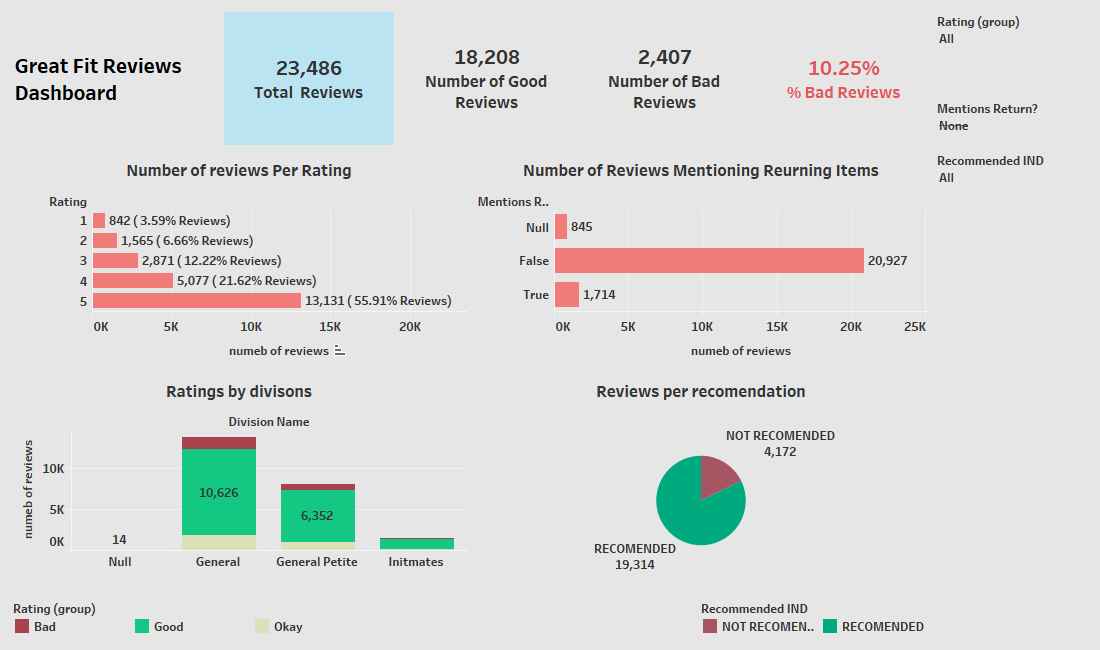 Great Fit Reviews
Dashboard
23,486
Total Reviews
18,208
Number of Good
Reviews
2,407
Number of Bad
Reviews
10.25%
% Bad Reviews
Rating (group)
All
Mentions Return?
None
Recommended IND
All
Number of reviews Per Rating
Rating
1 842 ( 3.59% Reviews)
2 1,565 ( 6.66% Reviews)
3 2,871 ( 12.22% Reviews)
4 5,077 ( 21.62% Reviews)
5 13,131 ( 55.91% Reviews)
0K 5K 10K 15K 20K
numeb of reviews
Number of Reviews Mentioning Reurning Items
Mentions R..
Null 845
False 20,927
True 1,714
0K 5K 10K 15K 20K 25K
numeb of reviews
Ratings by divisons
Division Name
numeb of reviews
10K
5K
0K
10,626
6,352
14
Null General General Petite Initmates
Rating (group)
Bad Good Okay
Reviews per recomendation
NOT RECOMENDED
4,172
RECOMENDED
19,314
Recommended IND
NOT RECOMEN.. RECOMENDED